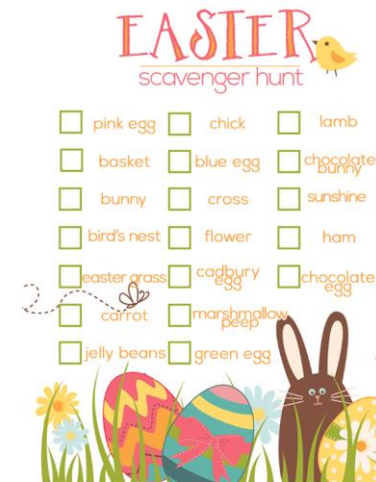 EASTER
scavenger hunt
pink egg chick lamb
basket blue egg chocolate bunny
bunny cross sunshine
bird's nest flower ham
easter grass cadbury egg chocolate egg
carrot marshmallow peep
jelly beans green egg